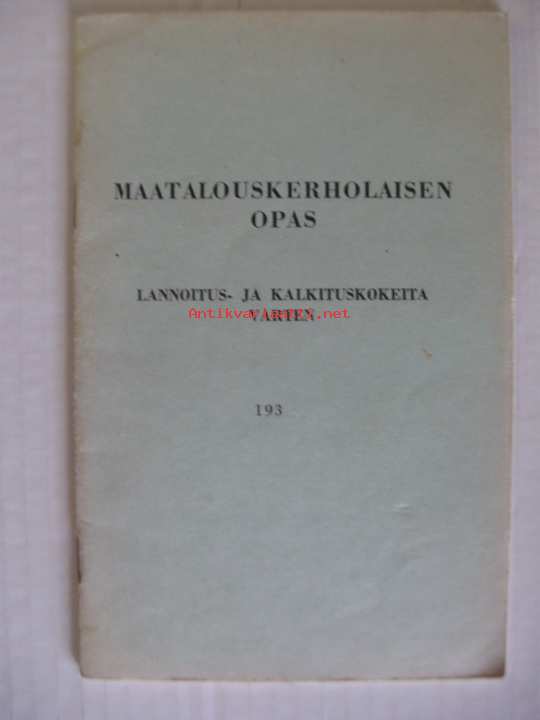 MAATALOUSKERHOLAISEN
OPAS
LANNOITUS- JA KALKITUSKOKEITA
VARTEN
193